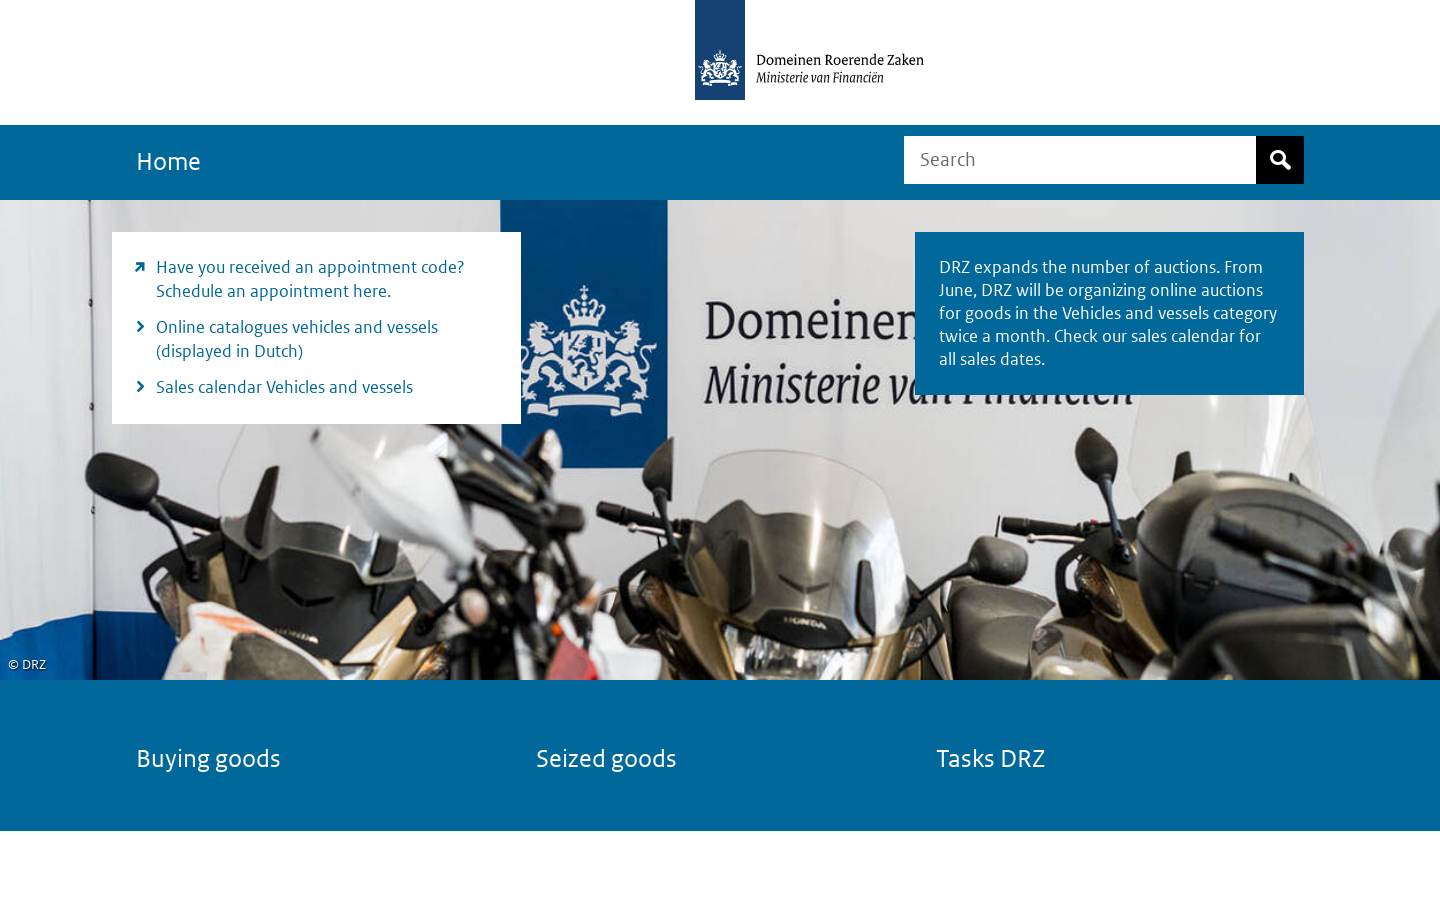 Domeinen Roerende Zaken
Ministerie van Financiën
Home
Search
Have you received an appointment code?
Schedule an appointment here.
Online catalogues vehicles and vessels
(displayed in Dutch)
Sales calendar Vehicles and vessels
Domeinen
Ministerie van Financiën
DRZ expands the number of auctions. From
June, DRZ will be organizing online auctions
for goods in the Vehicles and vessels category
twice a month. Check our sales calendar for
all sales dates.
HONDA
HONDA
© DRZ
Buying goods
Seized goods
Tasks DRZ